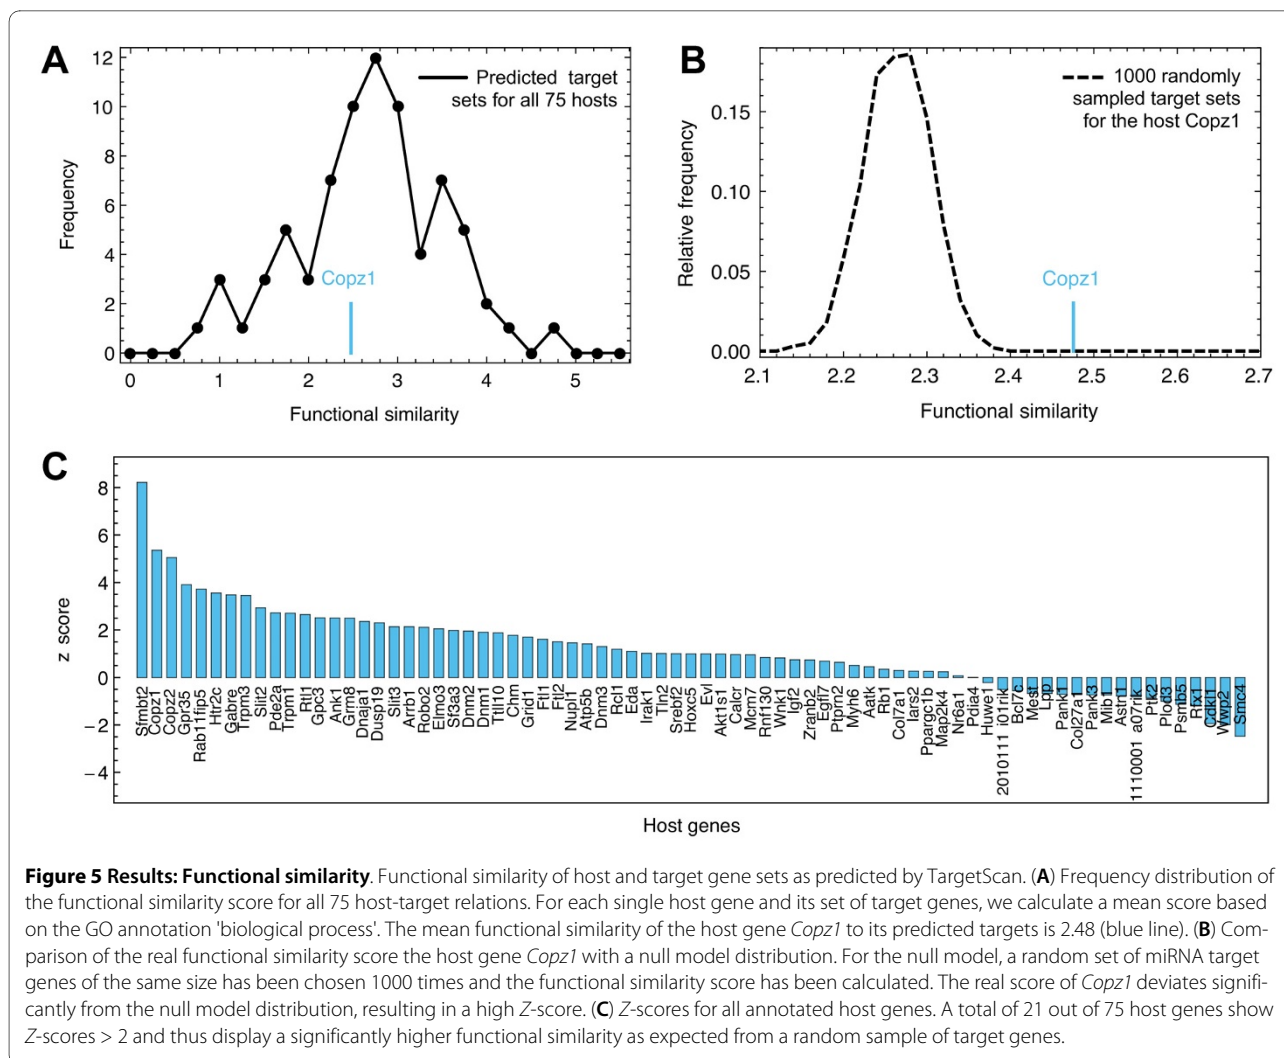 A
12
10
8
6
4
2
0
Frequency
Predicted target
sets for all 75 hosts
Copz1
0 1 2 3 4 5
Functional similarity
B
0.15
0.10
0.05
0.00
Relative frequency
1000 randomly
sampled target sets
for the host Copz1
Copz1
2.1 2.2 2.3 2.4 2.5 2.6 2.7
Functional similarity
C
8
6
4
2
0
−2
−4
z score
Sfmbt2
Copz1
Copz2
Gpr35
Rab11fip5
Htr2c
Gabre
Trpm3
Slit2
Pde2a
Trpm1
Rtl1
Gpc3
Ank1
Grm8
Dnaja1
Dusp19
Slit3
Arrb1
Robo2
Elmo3
Sf3a3
Dnm2
Dnm1
Ttll10
Chm
Grid1
Ftl1
Ftl2
Nupl1
Atp5b
Dnm3
Rcl1
Eda
Irak1
Tln2
Srebf2
Hoxc5
Evl
Akt1s1
Calcr
Mcm7
Rnf130
Wnk1
Igf2
Zranb2
Egfl7
Ptprn2
Myh6
Aatk
Rb1
Col7a1
Iars2
Ppargc1b
Map2k4
Nr6a1
Pdia4
Huwe1
2010111 i01rik
Bcl7c
Mest
Lpp
Pank1
Col27a1
Pank3
Mib1
Astn1
1110001 a07rik
Ptk2
Plod3
Psmb5
Rfx1
Cdkl1
Wwp2
Smc4
Host genes
Figure 5 Results: Functional similarity. Functional similarity of host and target gene sets as predicted by TargetScan. (A) Frequency distribution of
the functional similarity score for all 75 host-target relations. For each single host gene and its set of target genes, we calculate a mean score based
on the GO annotation 'biological process'. The mean functional similarity of the host gene Copz1 to its predicted targets is 2.48 (blue line). (B) Com-
parison of the real functional similarity score the host gene Copz1 with a null model distribution. For the null model, a random set of miRNA target
genes of the same size has been chosen 1000 times and the functional similarity score has been calculated. The real score of Copz1 deviates signifi-
cantly from the null model distribution, resulting in a high Z-score. (C) Z-scores for all annotated host genes. A total of 21 out of 75 host genes show
Z-scores > 2 and thus display a significantly higher functional similarity as expected from a random sample of target genes.